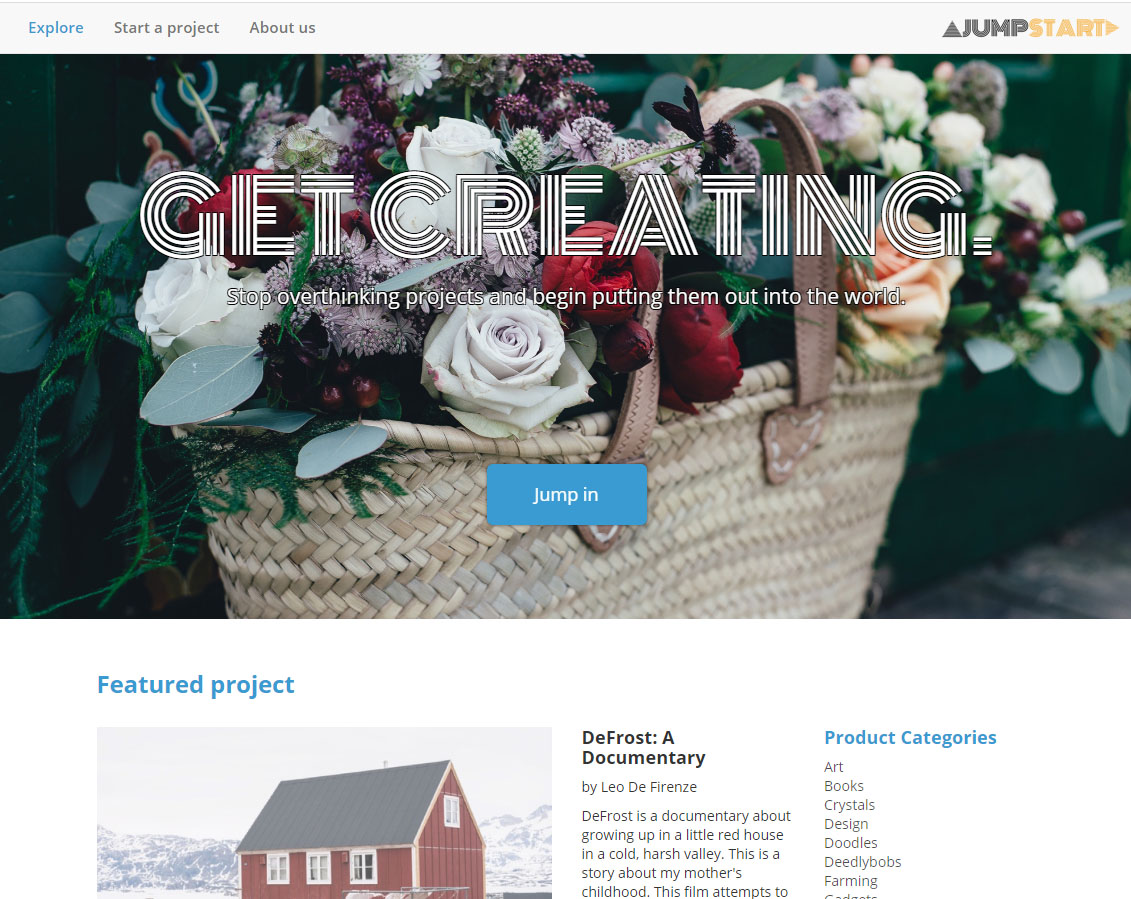 Explore Start a project About us JUMPSTART
GET CREATING.
Stop overthinking projects and begin putting them out into the world.
Jump in
Featured project
DeFrost: A
Documentary
by Leo De Firenze
DeFrost is a documentary about
growing up in a little red house
in a cold, harsh valley. This is a
story about my mother's
childhood. This film attempts to
Product Categories
Art
Books
Crystals
Design
Doodles
Deedlybobs
Farming
Gadgets